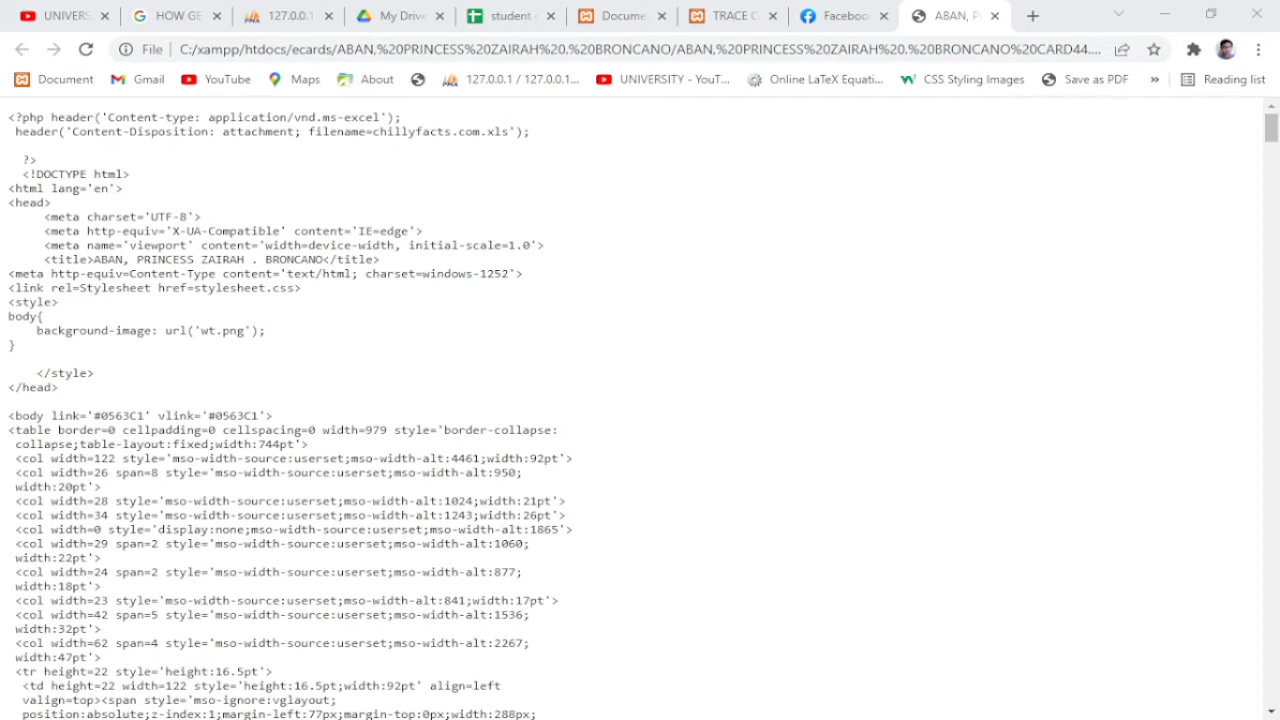 UNIVERS
HOW GE
127.0.0.1
My Drive
student
Docume
TRACE C
Faceboo
ABAN, P
File
C:/xampp/htdocs/ecards/ABAN,%20PRINCESS%20ZAIRAH%20.%20BRONCANO/ABAN,%20PRINCESS%20ZAIRAH%20.%20BRONCANO%20CARD44....
Document
Gmail
YouTube
Maps
About
127.0.0.1 / 127.0.0.1...
UNIVERSITY - YouT...
Online LaTeX Equati...
CSS Styling Images
Save as PDF
»
Reading list
<?php header('Content-type: application/vnd.ms-excel');
header('Content-Disposition: attachment; filename=chillyfacts.com.xls');
?>
<!DOCTYPE html>
<html lang='en'>
<head>
<meta charset='UTF-8'>
<meta http-equiv='X-UA-Compatible' content='IE=edge'>
<meta name='viewport' content='width=device-width, initial-scale=1.0'>
<title>ABAN, PRINCESS ZAIRAH . BRONCANO</title>
<meta http-equiv=Content-Type content='text/html; charset=windows-1252'>
<link rel=Stylesheet href=stylesheet.css>
<style>
body{
background-image: url('wt.png');
}
</style>
</head>
<body link='#0563C1' vlink='#0563C1'>
<table border=0 cellpadding=0 cellspacing=0 width=979 style='border-collapse:
collapse;table-layout:fixed;width:744pt'>
<col width=122 style='mso-width-source:userset;mso-width-alt:4461;width:92pt'>
<col width=26 span=8 style='mso-width-source:userset;mso-width-alt:950;
width:20pt'>
<col width=28 style='mso-width-source:userset;mso-width-alt:1024;width:21pt'>
<col width=34 style='mso-width-source:userset;mso-width-alt:1243;width:26pt'>
<col width=0 style='display:none;mso-width-source:userset;mso-width-alt:1865'>
<col width=29 span=2 style='mso-width-source:userset;mso-width-alt:1060;
width:22pt'>
<col width=24 span=2 style='mso-width-source:userset;mso-width-alt:877;
width:18pt'>
<col width=23 style='mso-width-source:userset;mso-width-alt:841;width:17pt'>
<col width=42 span=5 style='mso-width-source:userset;mso-width-alt:1536;
width:32pt'>
<col width=62 span=4 style='mso-width-source:userset;mso-width-alt:2267;
width:47pt'>
<tr height=22 style='height:16.5pt'>
<td height=22 width=122 style='height:16.5pt;width:92pt' align=left
valign=top><span style='mso-ignore:vglayout;
position:absolute;z-index:1;margin-left:77px;margin-top:0px;width:288px;